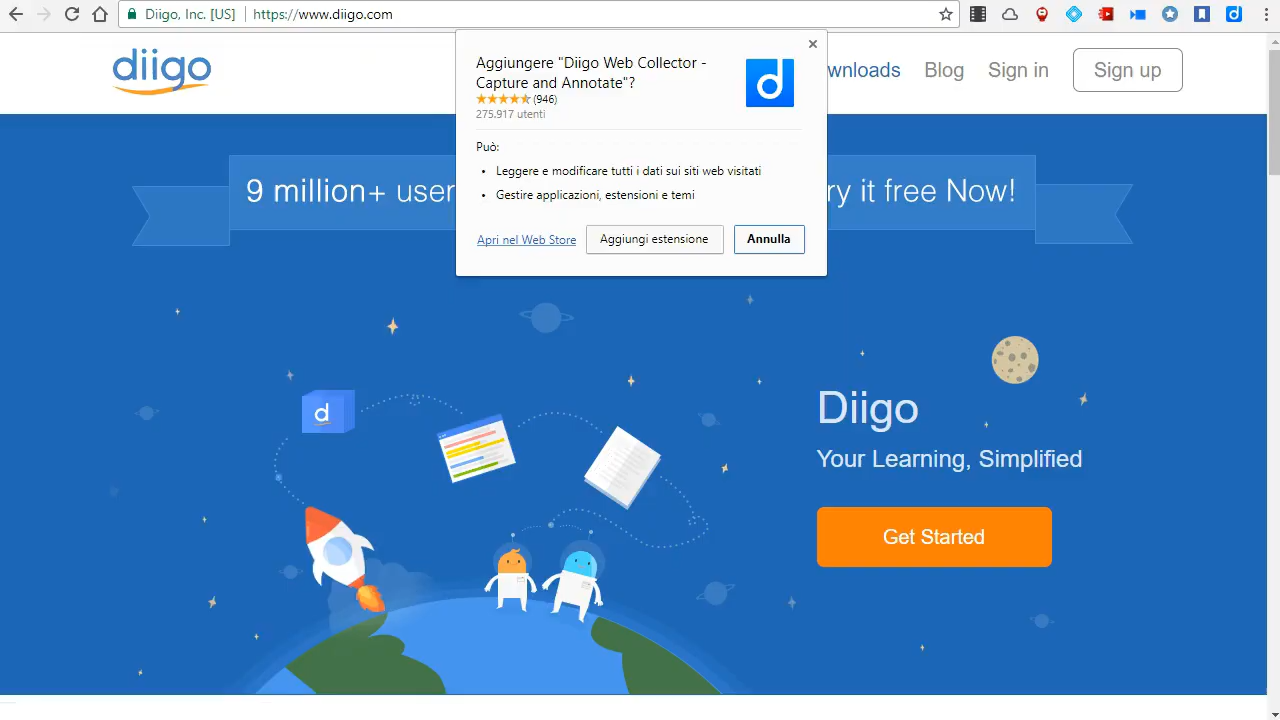 Diigo, Inc. [US] https://www.diigo.com
diigo
wnloads Blog Sign in Sign up
Aggiungere "Diigo Web Collector -
Capture and Annotate"?
(946)
275.917 utenti
d
Può:
• Leggere e modificare tutti i dati sui siti web visitati
• Gestire applicazioni, estensioni e temi
Apri nel Web Store Aggiungi estensione Annulla
9 million+ user
ry it free Now!
d
Diigo
Your Learning, Simplified
Get Started